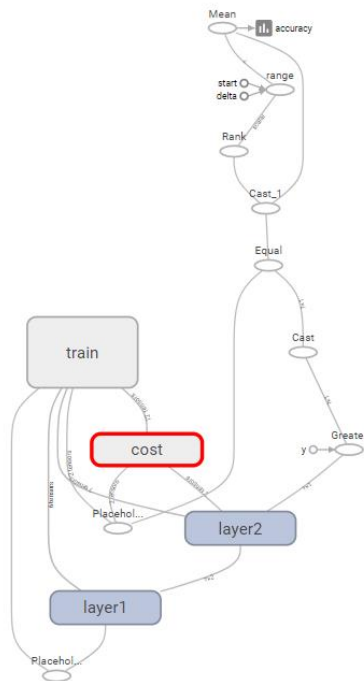 Mean
accuracy
range
start
delta
Rank
Cast_1
Equal
Cast
train
cost
Greate
y
Placehol...
layer2
layer1
Placehol...